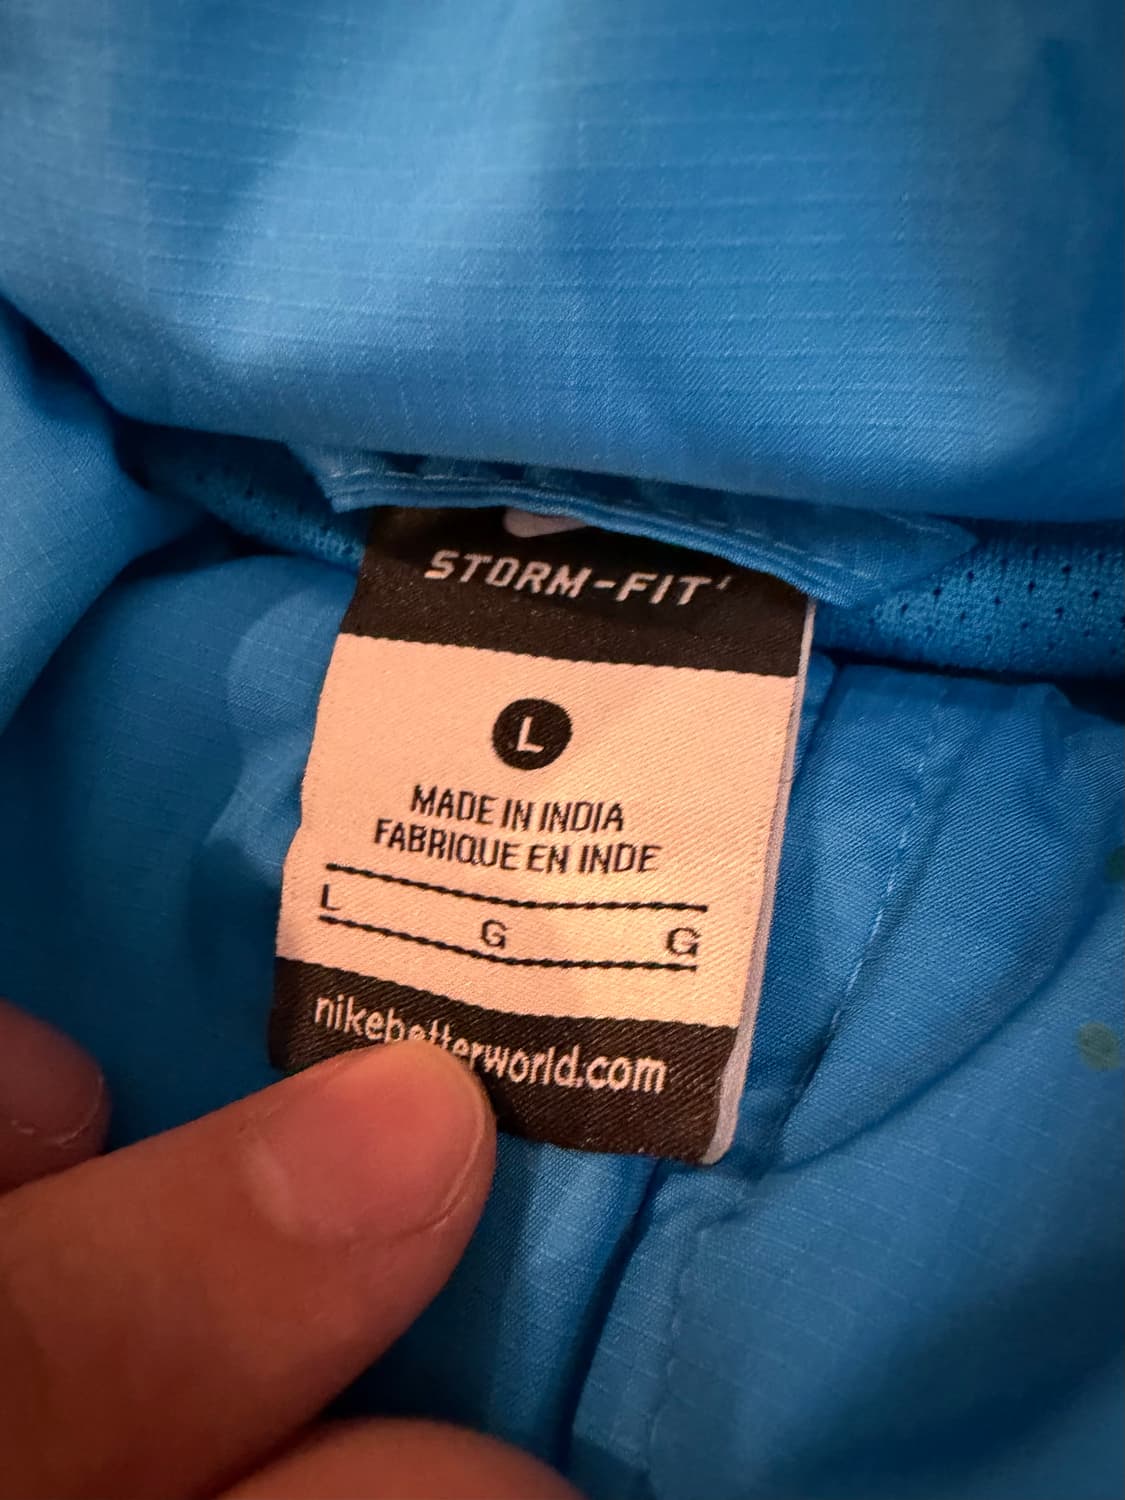 STORM-FIT
L
MADE IN INDIA
FABRIQUE EN INDE
L G G
nikebetterworld.com